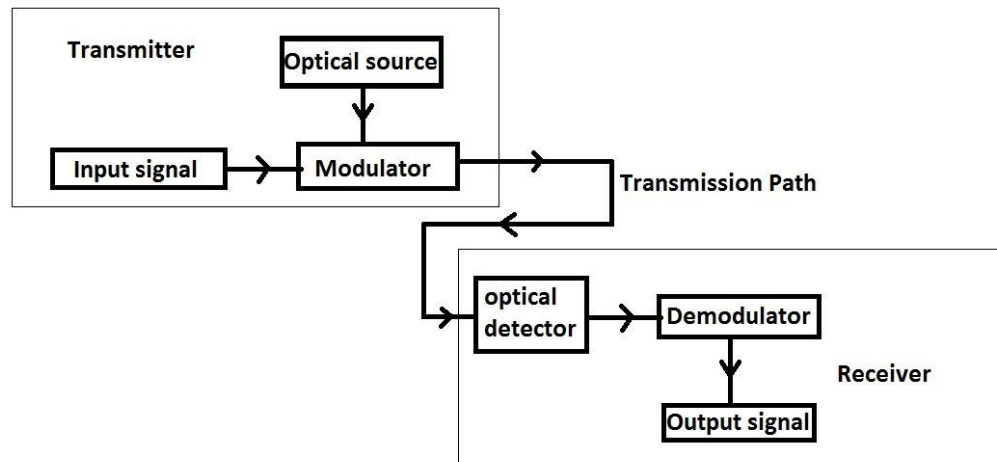 Transmitter
Optical source
Input signal
Modulator
Transmission Path
optical
detector
Demodulator
Receiver
Output signal